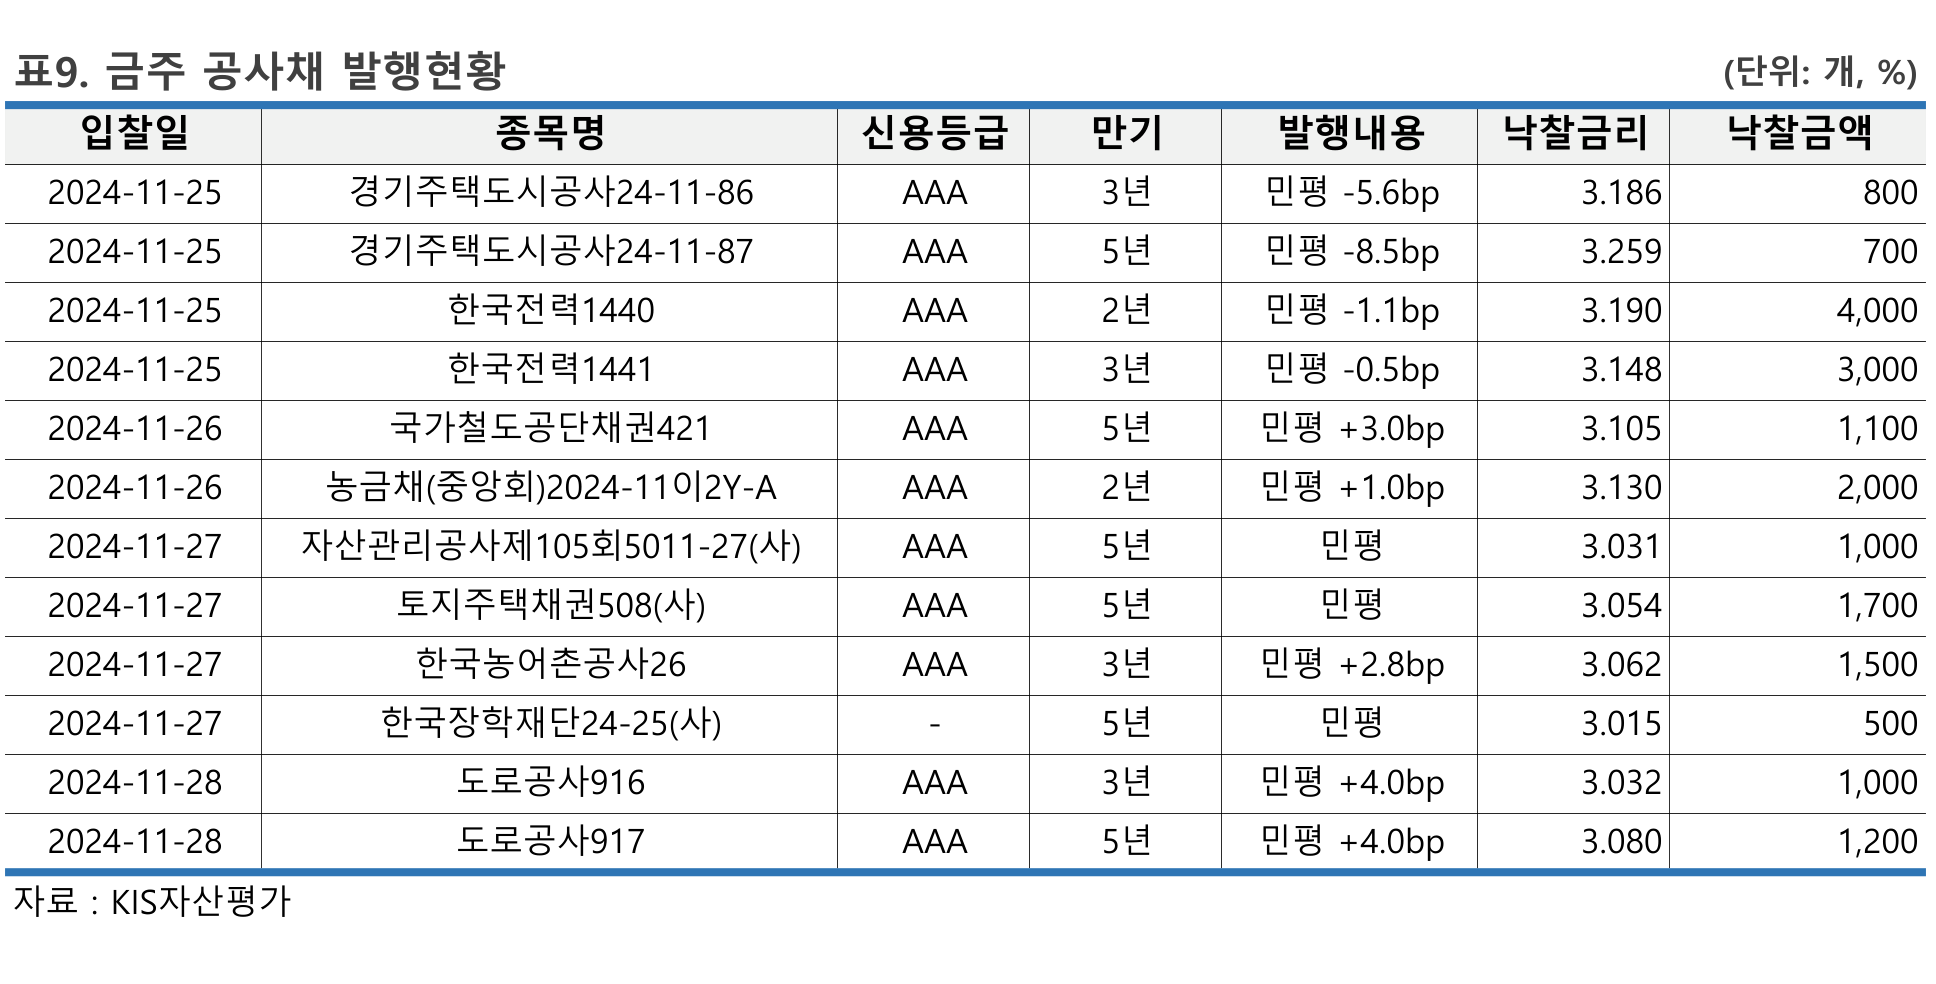 표9. 금주 공사채 발행현황 (단위: 개, %)
입찰일 종목명 신용등급 만기 발행내용 낙찰금리 낙찰금액
2024-11-25 경기주택도시공사24-11-86 AAA 3년 민평 -5.6bp 3.186 800
2024-11-25 경기주택도시공사24-11-87 AAA 5년 민평 -8.5bp 3.259 700
2024-11-25 한국전력1440 AAA 2년 민평 -1.1bp 3.190 4,000
2024-11-25 한국전력1441 AAA 3년 민평 -0.5bp 3.148 3,000
2024-11-26 국가철도공단채권421 AAA 5년 민평 +3.0bp 3.105 1,100
2024-11-26 농금채(중앙회)2024-11이2Y-A AAA 2년 민평 +1.0bp 3.130 2,000
2024-11-27 자산관리공사제105회5011-27(사) AAA 5년 민평 3.031 1,000
2024-11-27 토지주택채권508(사) AAA 5년 민평 3.054 1,700
2024-11-27 한국농어촌공사26 AAA 3년 민평 +2.8bp 3.062 1,500
2024-11-27 한국장학재단24-25(사) - 5년 민평 3.015 500
2024-11-28 도로공사916 AAA 3년 민평 +4.0bp 3.032 1,000
2024-11-28 도로공사917 AAA 5년 민평 +4.0bp 3.080 1,200
자료 : KIS자산평가